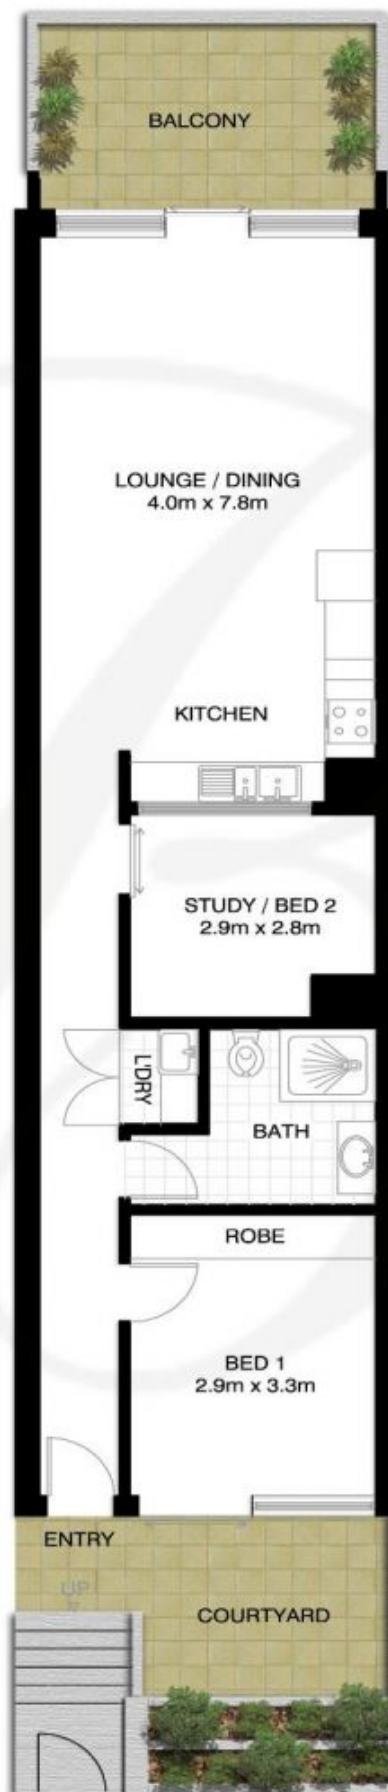 BALCONY
LOUNGE / DINING
4.0m x 7.8m
KITCHEN
STUDY / BED 2
2.9m x 2.8m
L'DRY
BATH
ROBE
BED 1
2.9m x 3.3m
ENTRY
UP
COURTYARD